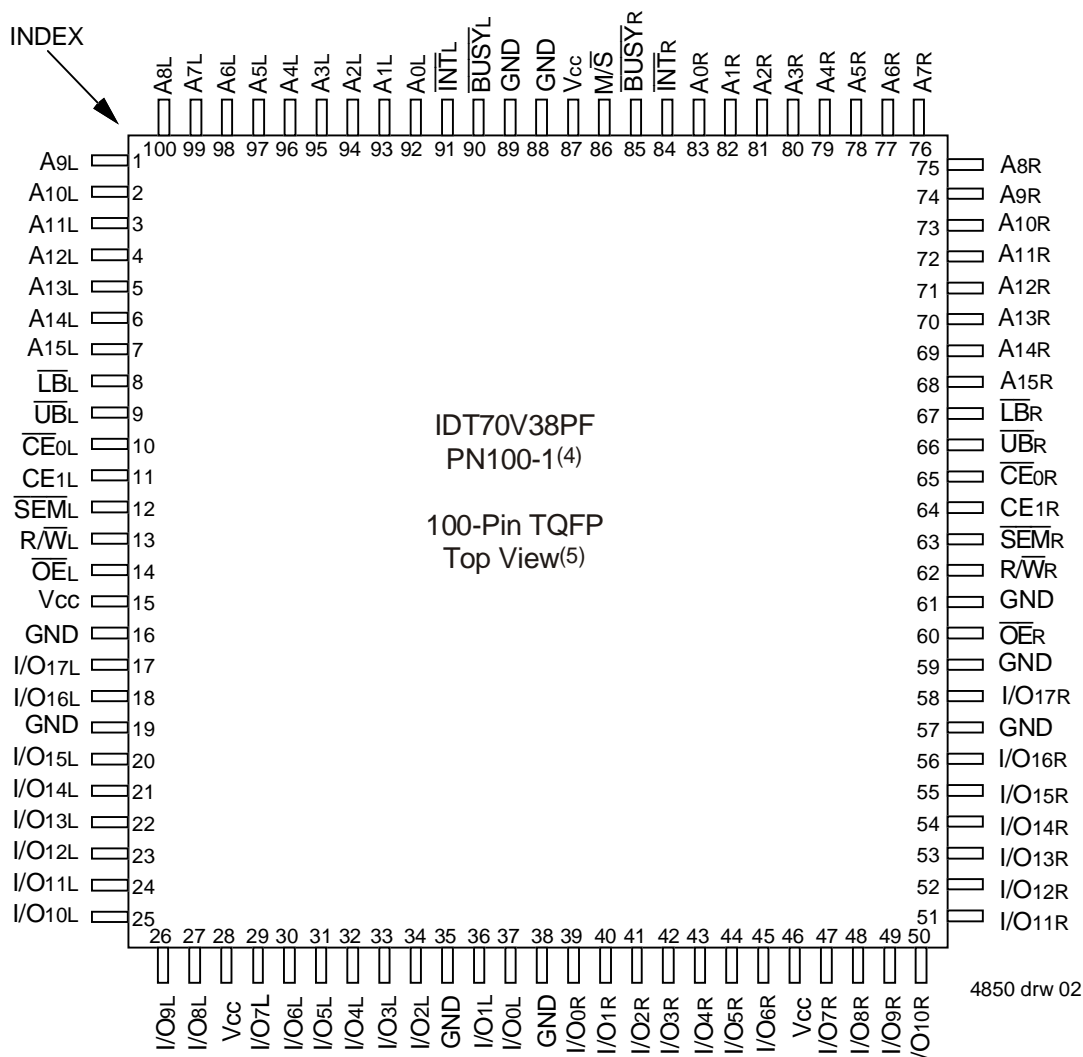 INDEX
A8L
A7L
A6L
A5L
A4L
A3L
A2L
A1L
A0L
INTL
BUSYL
GND
GND
Vcc
M/S
BUSYR
INTR
A0R
A1R
A2R
A3R
A4R
A5R
A6R
A7R
100 99 98 97 96 95 94 93 92 91 90 89 88 87 86 85 84 83 82 81 80 79 78 77 76
A9L 1
A10L 2
A11L 3
A12L 4
A13L 5
A14L 6
A15L 7
LBL 8
UBL 9
CE0L 10
CE1L 11
SEML 12
R/WL 13
OEL 14
Vcc 15
GND 16
I/O17L 17
I/O16L 18
GND 19
I/O15L 20
I/O14L 21
I/O13L 22
I/O12L 23
I/O11L 24
I/O10L 25
IDT70V38PF
PN100-1(4)
100-Pin TQFP
Top View(5)
75 A8R
74 A9R
73 A10R
72 A11R
71 A12R
70 A13R
69 A14R
68 A15R
67 LBR
66 UBR
65 CE0R
64 CE1R
63 SEMR
62 R/WR
61 GND
60 OER
59 GND
58 I/O17R
57 GND
56 I/O16R
55 I/O15R
54 I/O14R
53 I/O13R
52 I/O12R
51 I/O11R
26 27 28 29 30 31 32 33 34 35 36 37 38 39 40 41 42 43 44 45 46 47 48 49 50
I/O9L
I/O8L
Vcc
I/O7L
I/O6L
I/O5L
I/O4L
I/O3L
I/O2L
GND
I/O1L
I/O0L
GND
I/O0R
I/O1R
I/O2R
I/O3R
I/O4R
I/O5R
I/O6R
Vcc
I/O7R
I/O8R
I/O9R
I/O10R
4850 drw 02